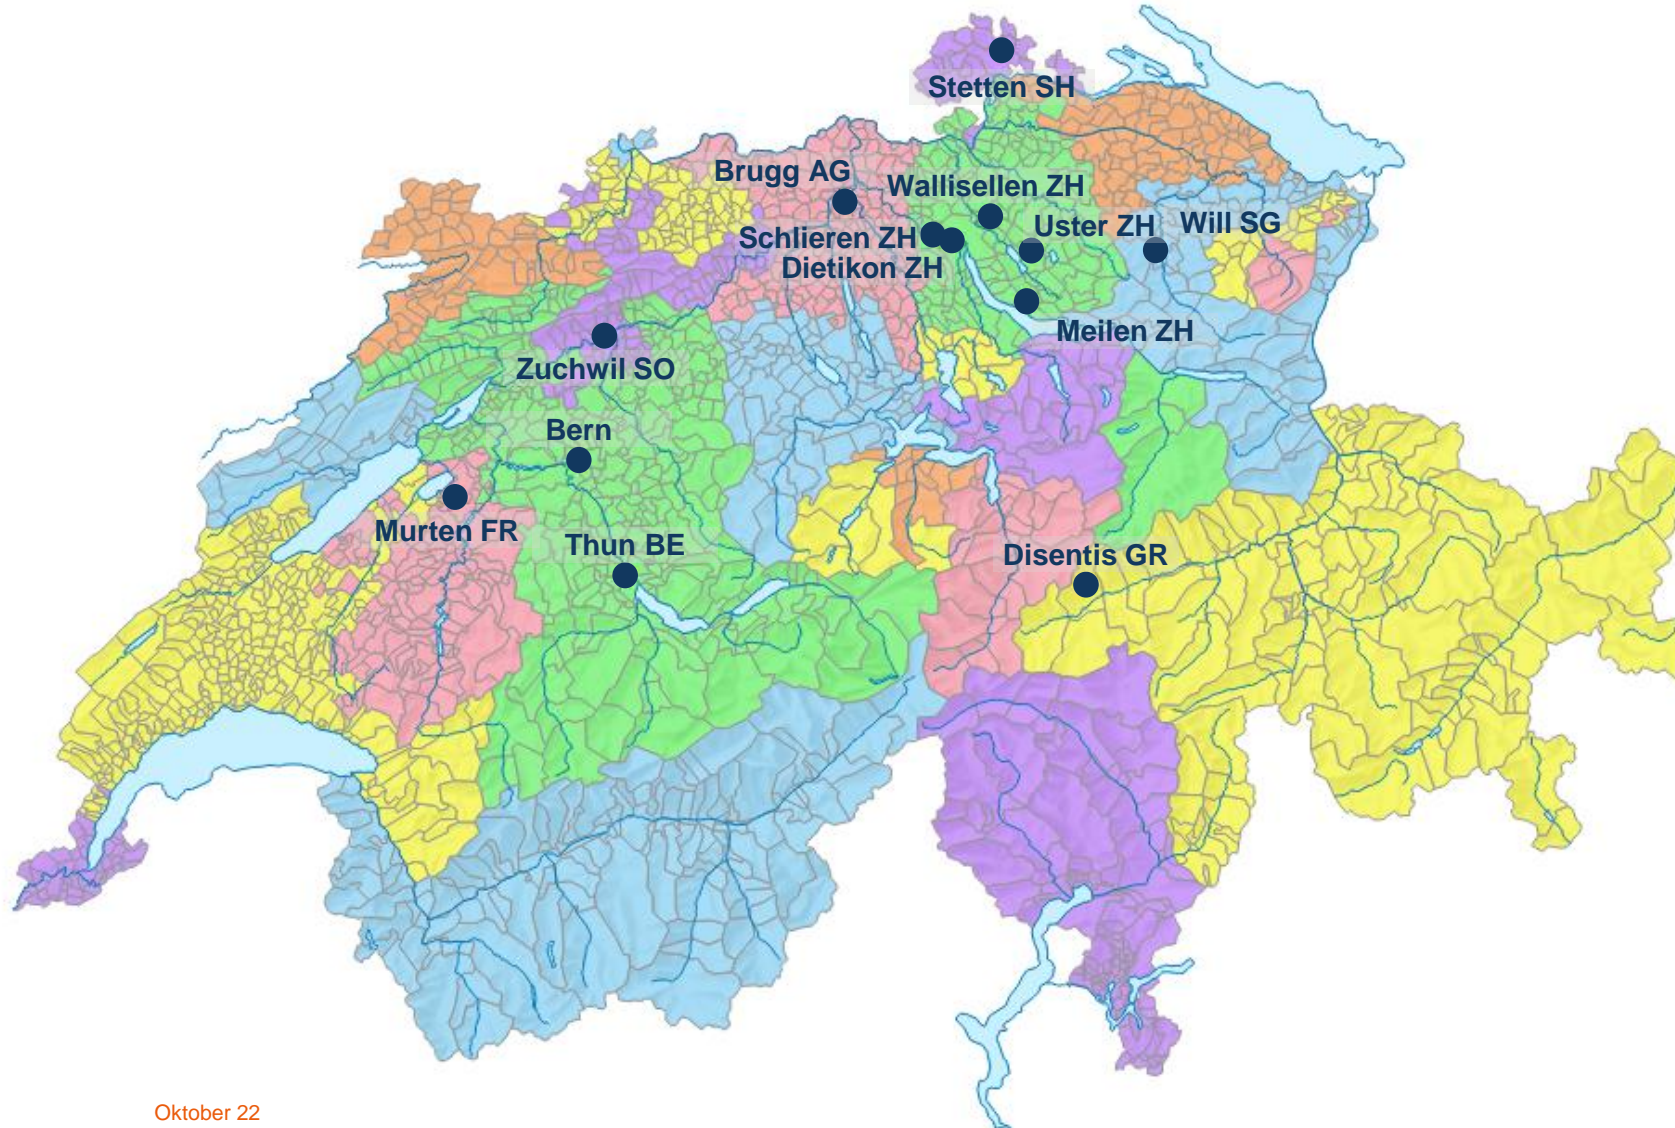 Stetten SH
Brugg AG
Wallisellen ZH
Uster ZH
Will SG
Schlieren ZH
Dietikon ZH
Meilen ZH
Zuchwil SO
Bern
Murten FR
Thun BE
Disentis GR
Oktober 22